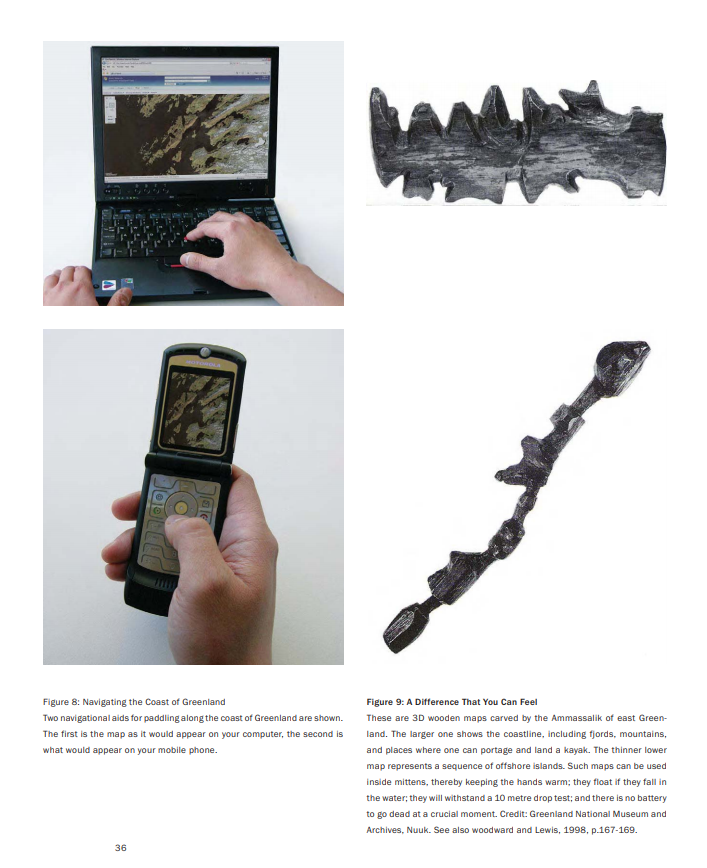 Figure 8: Navigating the Coast of Greenland
Two navigational aids for paddling along the coast of Greenland are shown.
The first is the map as it would appear on your computer, the second is
what would appear on your mobile phone.
Figure 9: A Difference That You Can Feel
These are 3D wooden maps carved by the Ammassalik of east Green-
land. The larger one shows the coastline, including fjords, mountains,
and places where one can portage and land a kayak. The thinner lower
map represents a sequence of offshore islands. Such maps can be used
inside mittens, thereby keeping the hands warm; they float if they fall in
the water; they will withstand a 10 metre drop test; and there is no battery
to go dead at a crucial moment. Credit: Greenland National Museum and
Archives, Nuuk. See also woodward and Lewis, 1998, p.167-169.
36